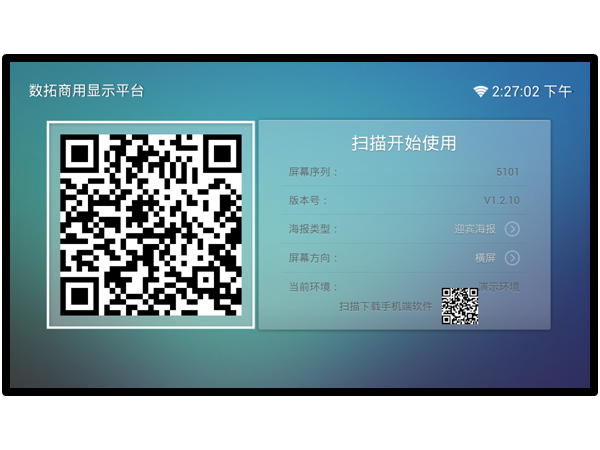 数拓商用显示平台
2:27:02 下午
扫描开始使用
屏幕序列： 5101
版本号： V1.2.10
海报类型： 迎宾海报
屏幕方向： 横屏
当前环境： 演示环境
扫描下载手机端软件